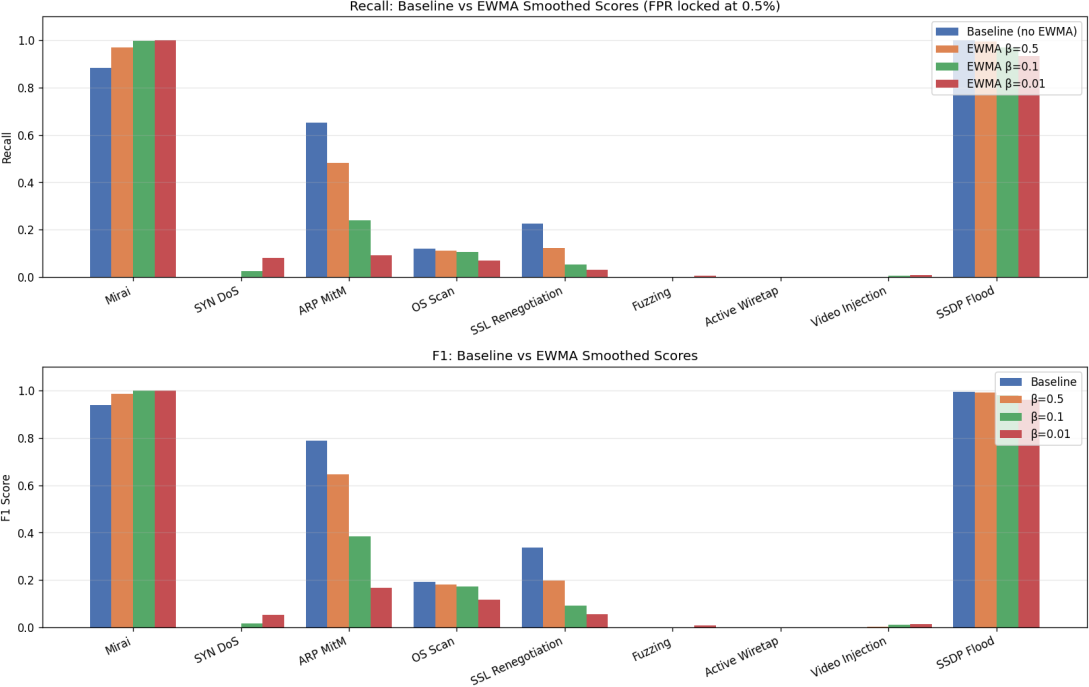 Recall: Baseline vs EWMA Smoothed Scores (FPR locked at 0.5%)
Baseline (no EWMA)
EWMA β=0.5
EWMA β=0.1
EWMA β=0.01
Recall
1.0
0.8
0.6
0.4
0.2
0.0
Mirai
SYN DoS
ARP MitM
OS Scan
SSL Renegotiation
Fuzzing
Active Wiretap
Video Injection
SSDP Flood
F1: Baseline vs EWMA Smoothed Scores
Baseline
β=0.5
β=0.1
β=0.01
F1 Score
1.0
0.8
0.6
0.4
0.2
0.0
Mirai
SYN DoS
ARP MitM
OS Scan
SSL Renegotiation
Fuzzing
Active Wiretap
Video Injection
SSDP Flood